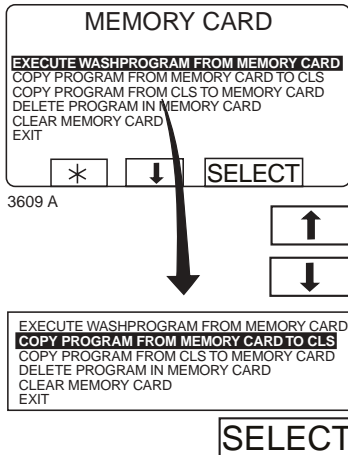 MEMORY CARD
EXECUTE WASHPROGRAM FROM MEMORY CARD
COPY PROGRAM FROM MEMORY CARD TO CLS
COPY PROGRAM FROM CLS TO MEMORY CARD
DELETE PROGRAM IN MEMORY CARD
CLEAR MEMORY CARD
EXIT
SELECT
3609 A
EXECUTE WASHPROGRAM FROM MEMORY CARD
COPY PROGRAM FROM MEMORY CARD TO CLS
COPY PROGRAM FROM CLS TO MEMORY CARD
DELETE PROGRAM IN MEMORY CARD
CLEAR MEMORY CARD
EXIT
SELECT